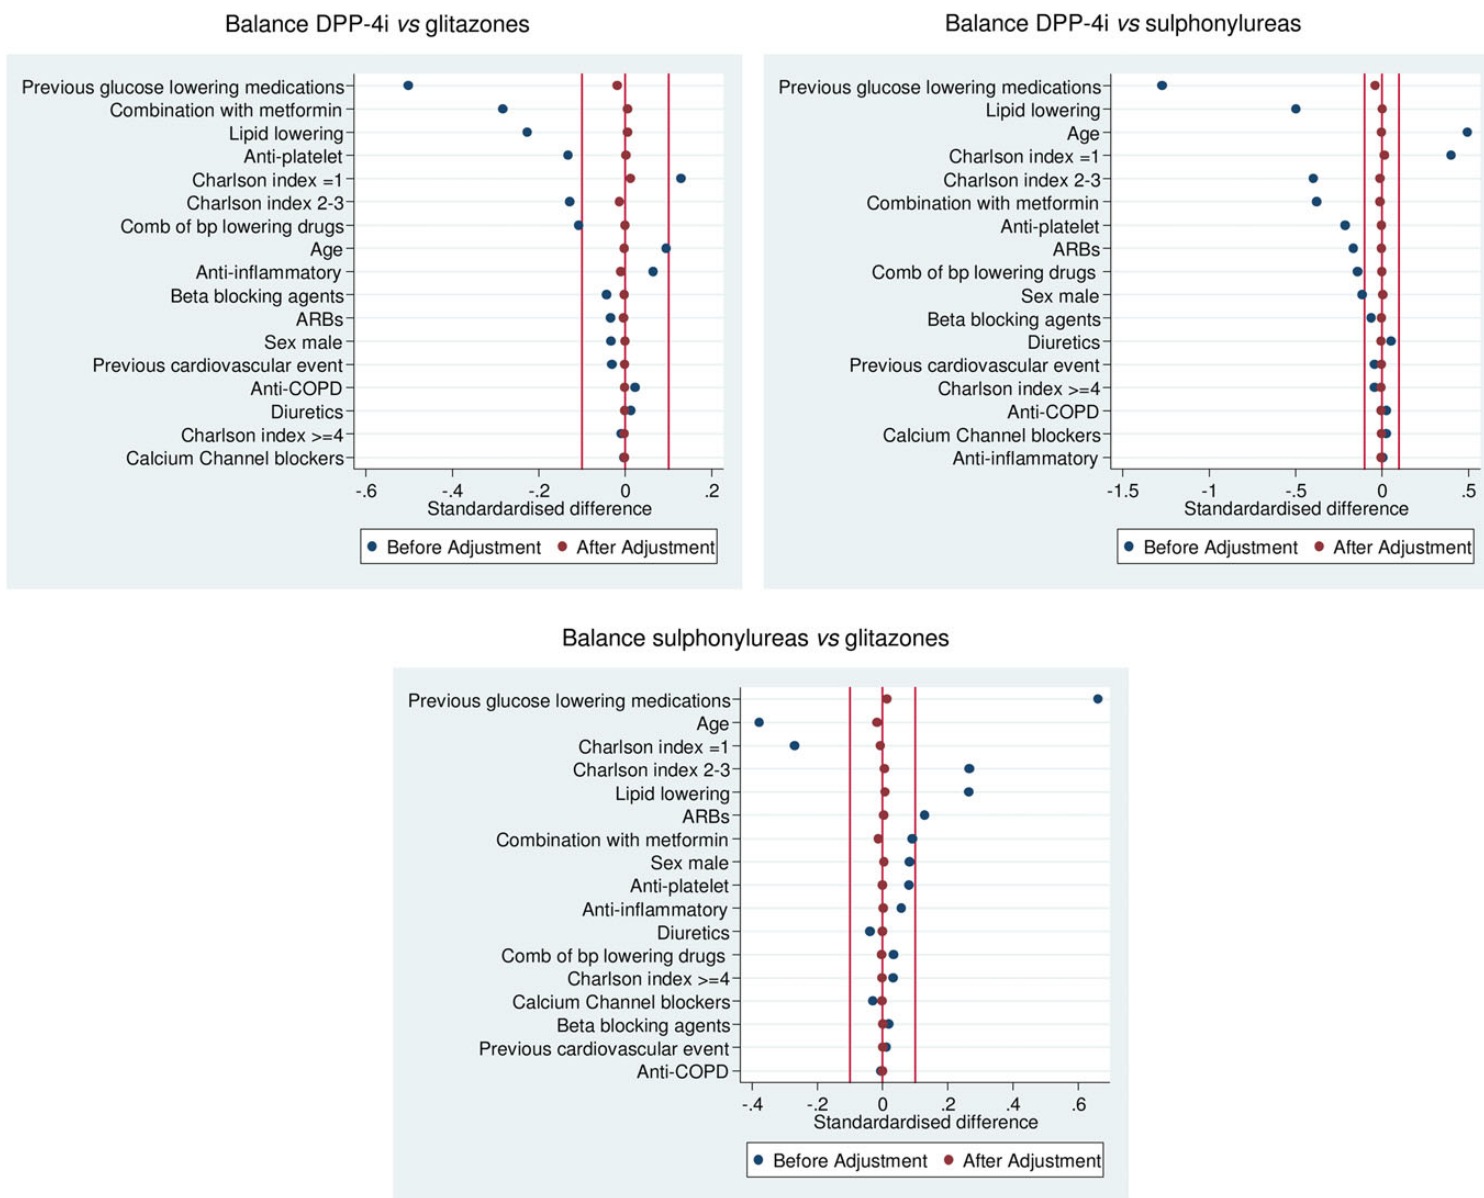 Balance DPP-4i vs glitazones
Previous glucose lowering medications
Combination with metformin
Lipid lowering
Anti-platelet
Charlson index =1
Charlson index 2-3
Comb of bp lowering drugs
Age
Anti-inflammatory
Beta blocking agents
ARBs
Sex male
Previous cardiovascular event
Anti-COPD
Diuretics
Charlson index >=4
Calcium Channel blockers
-.6 -.4 -.2 0 .2
Standardardised difference
Before Adjustment After Adjustment
Balance DPP-4i vs sulphonylureas
Previous glucose lowering medications
Lipid lowering
Age
Charlson index =1
Charlson index 2-3
Combination with metformin
Anti-platelet
ARBs
Comb of bp lowering drugs
Sex male
Beta blocking agents
Diuretics
Previous cardiovascular event
Charlson index >=4
Anti-COPD
Calcium Channel blockers
Anti-inflammatory
-1.5 -1 -.5 0 .5
Standardardised difference
Before Adjustment After Adjustment
Balance sulphonylureas vs glitazones
Previous glucose lowering medications
Age
Charlson index =1
Charlson index 2-3
Lipid lowering
ARBs
Combination with metformin
Sex male
Anti-platelet
Anti-inflammatory
Diuretics
Comb of bp lowering drugs
Charlson index >=4
Calcium Channel blockers
Beta blocking agents
Previous cardiovascular event
Anti-COPD
-.4 -.2 0 .2 .4 .6
Standardardised difference
Before Adjustment After Adjustment